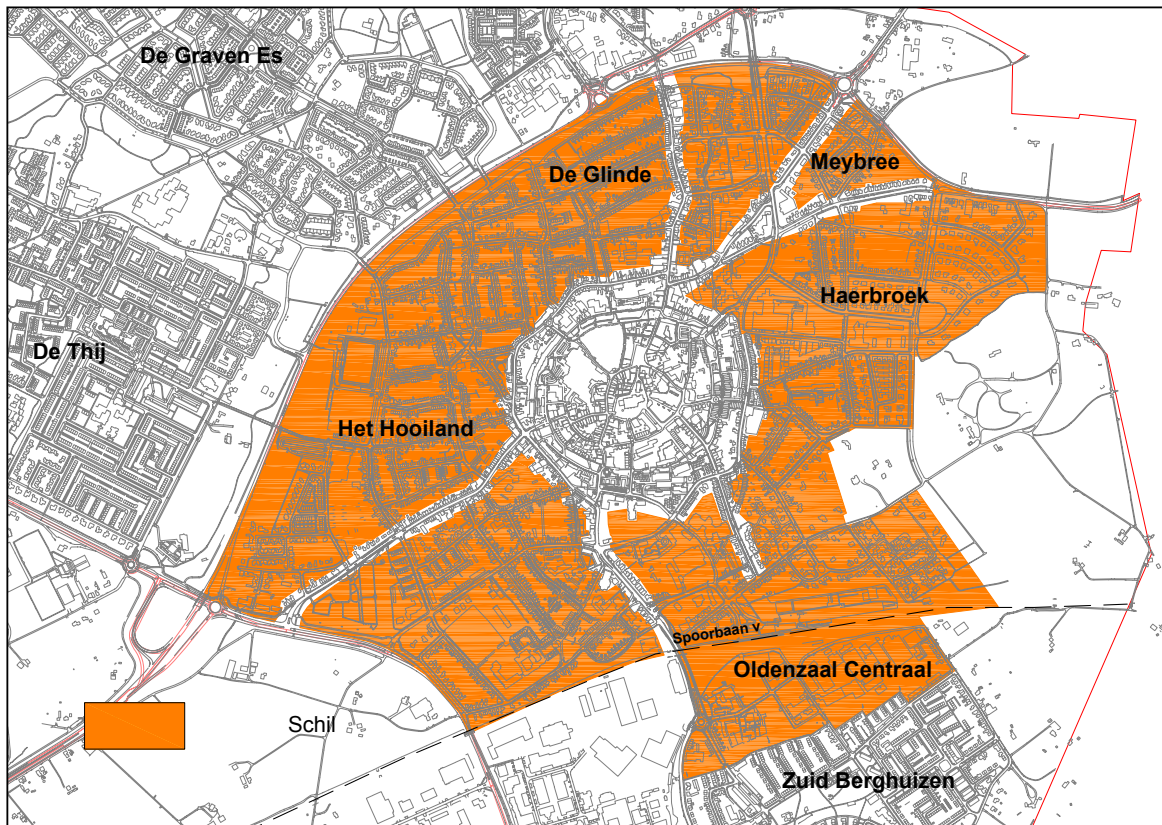 De Graven Es
Meybree
De Glinde
Haerbroek
De Thij
Het Hooiland
Spoorbaan v
Oldenzaal Centraal
Schil
Zuid Berghuizen